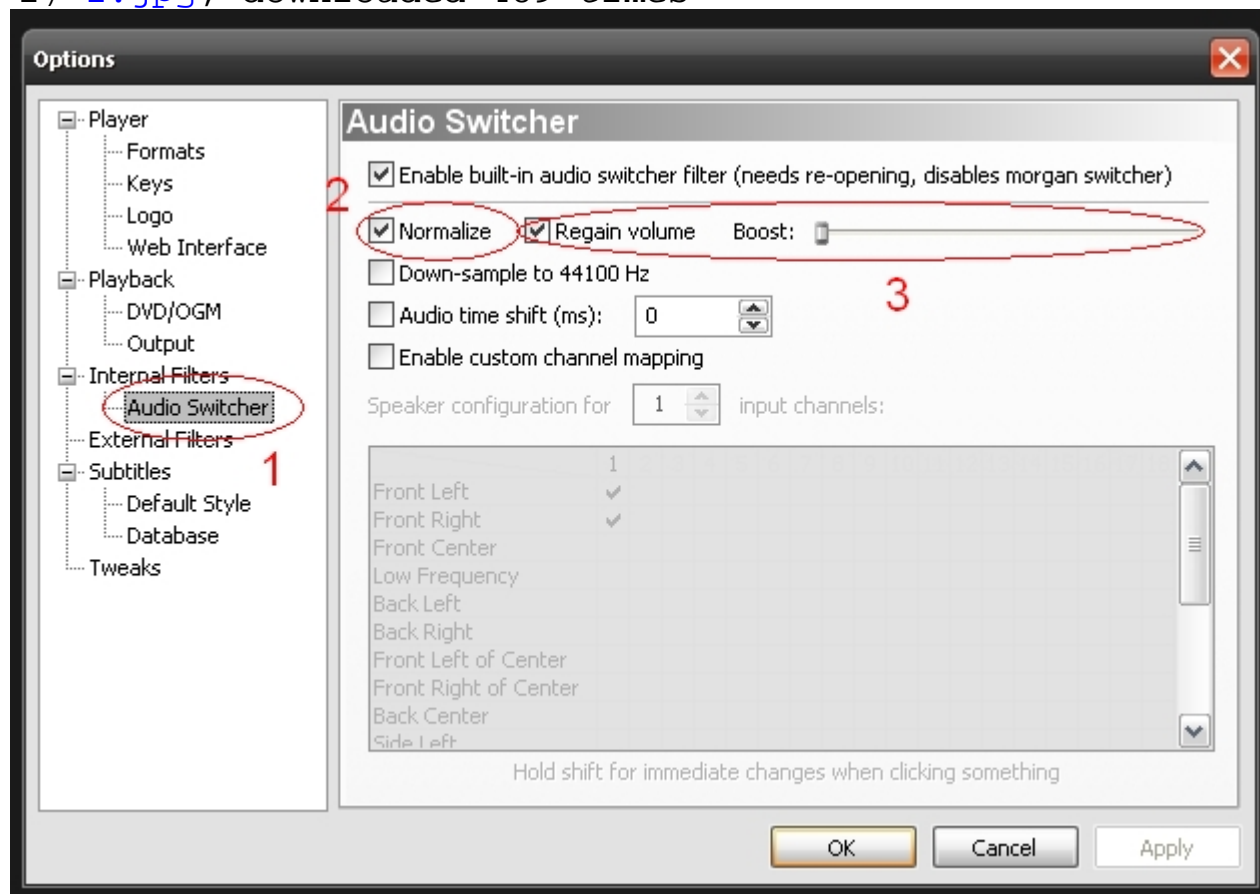 Options
Player
Formats
Keys
Logo
Web Interface
Playback
DVD/OGM
Output
Internal Filters
Audio Switcher
External Filters
Subtitles
Default Style
Database
Tweaks
1
Audio Switcher
Enable built-in audio switcher filter (needs re-opening, disables morgan switcher)
2
Normalize Regain volume Boost:
3
Down-sample to 44100 Hz
Audio time shift (ms): 0
Enable custom channel mapping
Speaker configuration for 1 input channels:
1
Front Left
Front Right
Front Center
Low Frequency
Back Left
Back Right
Front Left of Center
Front Right of Center
Back Center
Side Left
Hold shift for immediate changes when clicking something
OK Cancel Apply